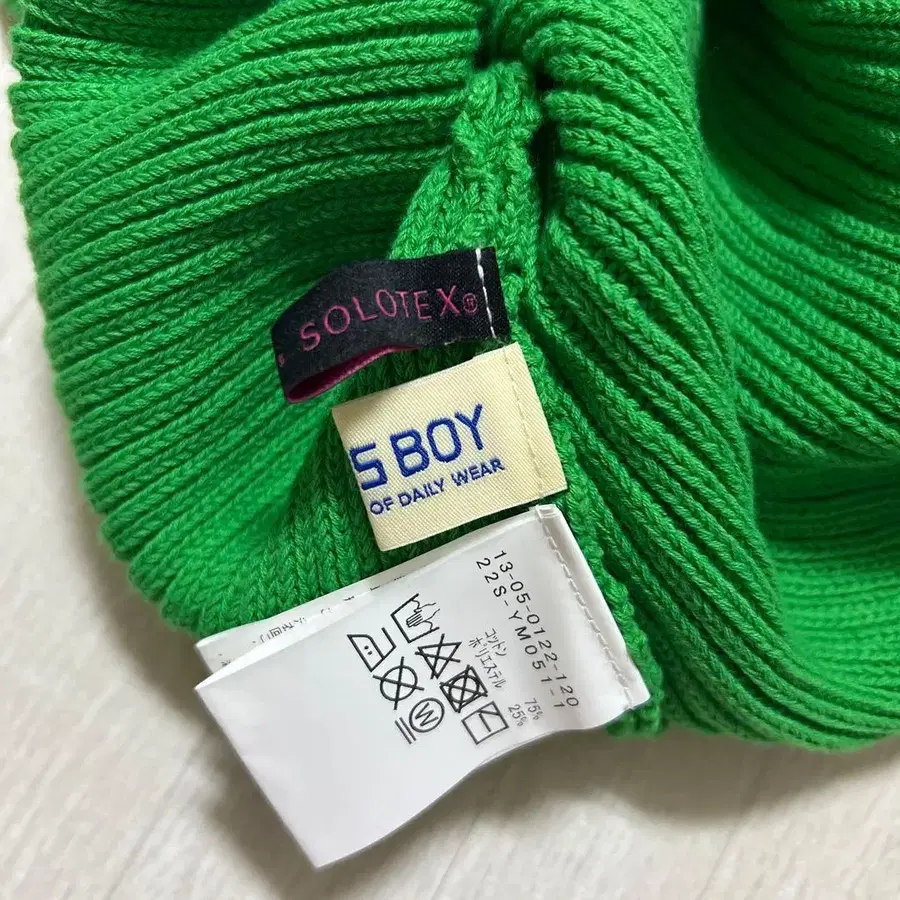 SOLOTEX®
S BOY
OF DAILY WEAR
13-05-0122-120
22S-YM051-1
コットン 75%
ポリエステル 25%
W